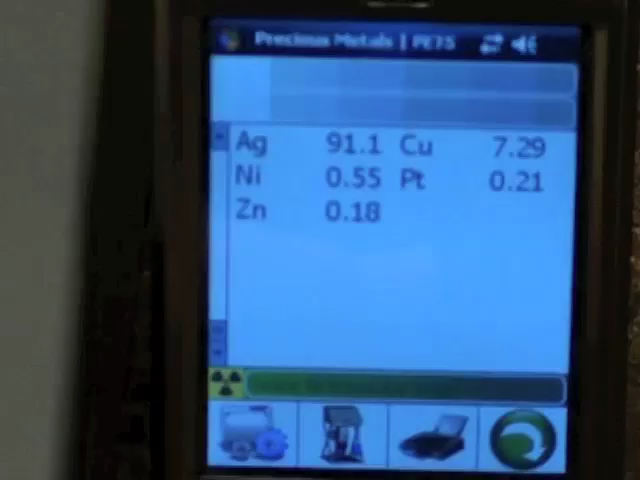 Precious Metals | PE75
Ag 91.1 Cu 7.29
Ni 0.55 Pt 0.21
Zn 0.18